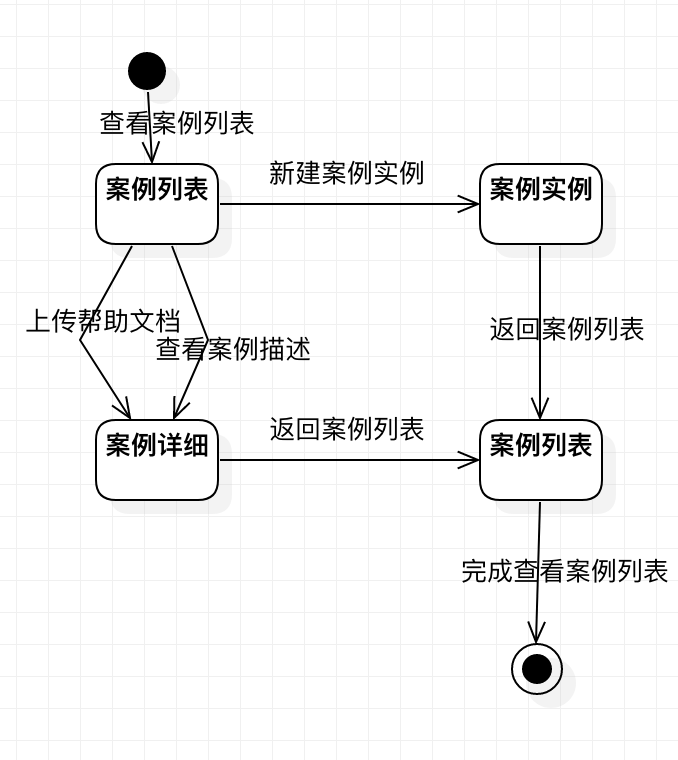 查看案例列表
案例列表
新建案例实例
案例实例
上传帮助文档
查看案例描述
返回案例列表
案例详细
返回案例列表
案例列表
完成查看案例列表